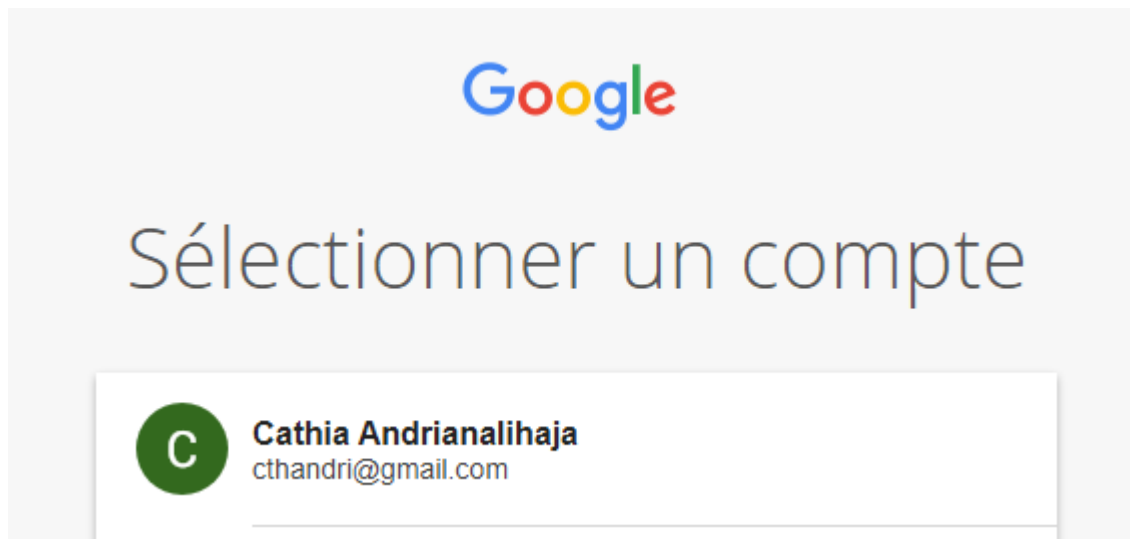 Google
Sélectionner un compte
C
Cathia Andrianalihaja
cthandri@gmail.com